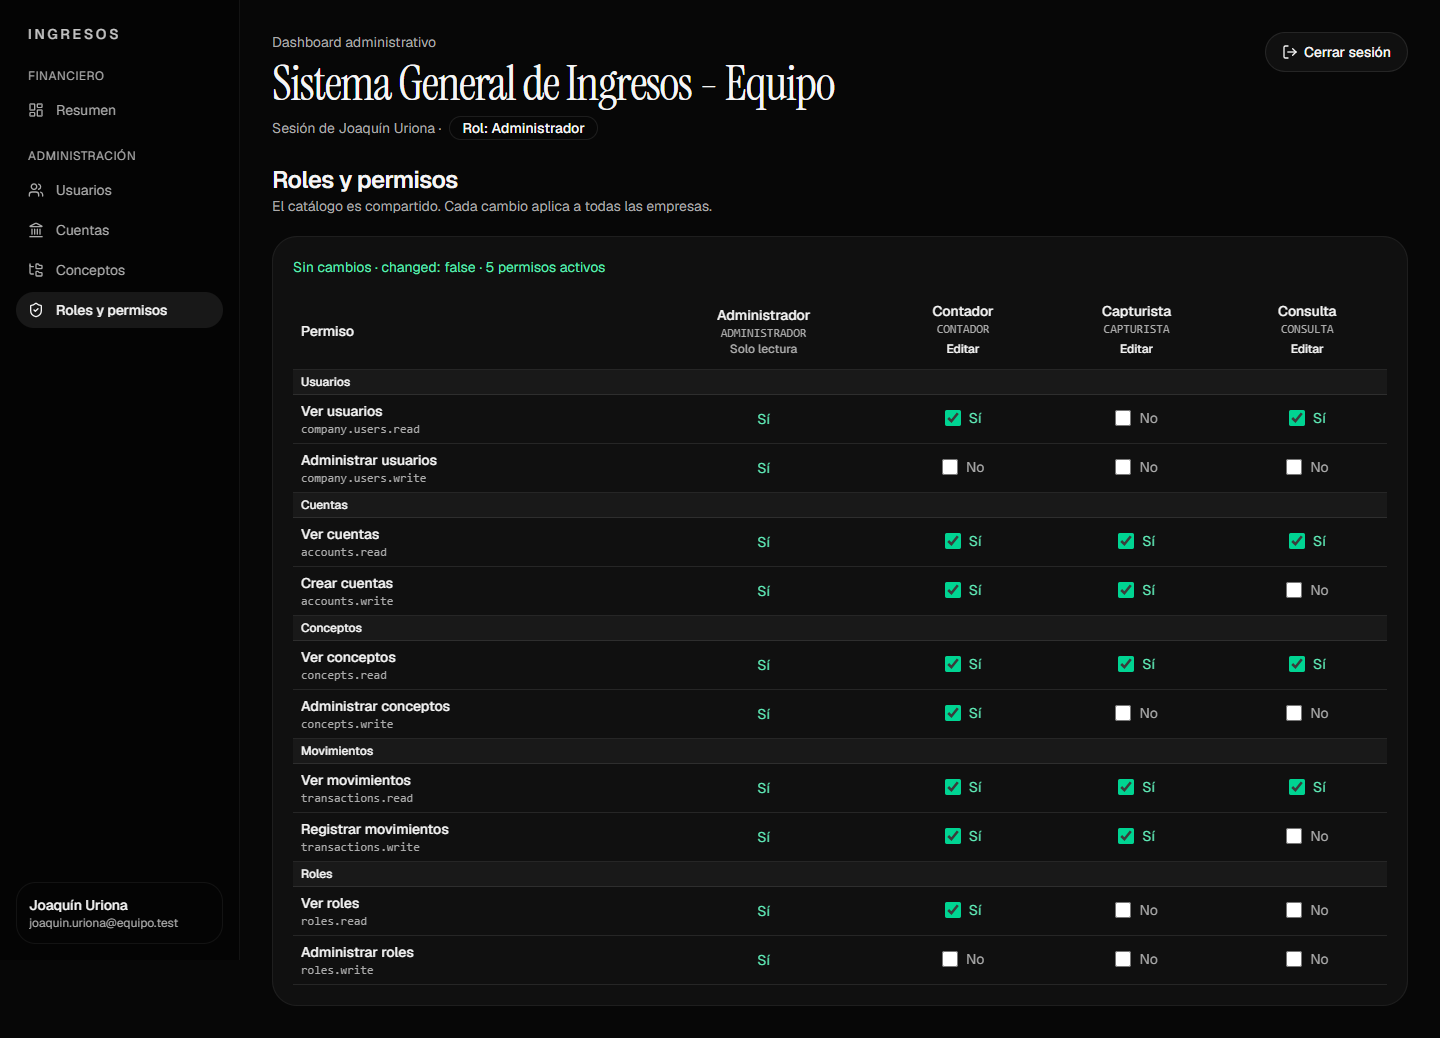 INGRESOS
FINANCIERO
Resumen
ADMINISTRACIÓN
Usuarios
Cuentas
Conceptos
Roles y permisos
Joaquín Uriona
joaquin.uriona@equipo.test
Dashboard administrativo
Sistema General de Ingresos - Equipo
Sesión de Joaquín Uriona · Rol: Administrador
Cerrar sesión
Roles y permisos
El catálogo es compartido. Cada cambio aplica a todas las empresas.
Sin cambios · changed: false · 5 permisos activos
Permiso
Administrador
ADMINISTRADOR
Solo lectura
Contador
CONTADOR
Editar
Capturista
CAPTURISTA
Editar
Consulta
CONSULTA
Editar
Usuarios
Ver usuarios
company.users.read
Sí Sí No Sí
Administrar usuarios
company.users.write
Sí No No No
Cuentas
Ver cuentas
accounts.read
Sí Sí Sí Sí
Crear cuentas
accounts.write
Sí Sí Sí No
Conceptos
Ver conceptos
concepts.read
Sí Sí Sí Sí
Administrar conceptos
concepts.write
Sí Sí No No
Movimientos
Ver movimientos
transactions.read
Sí Sí Sí Sí
Registrar movimientos
transactions.write
Sí Sí Sí No
Roles
Ver roles
roles.read
Sí Sí No No
Administrar roles
roles.write
Sí No No No